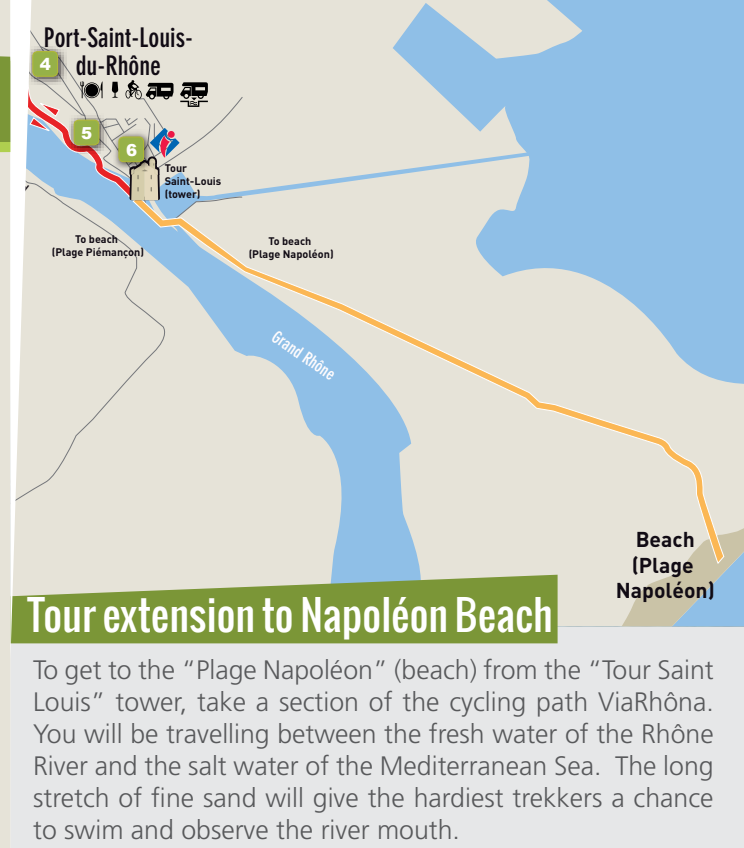 Port-Saint-Louis-
du-Rhône
4
5
6
Tour
Saint-Louis
(tower)
To beach
(Plage Piémançon)
To beach
(Plage Napoléon)
Grand Rhône
Beach
(Plage
Napoléon)
Tour extension to Napoléon Beach
To get to the “Plage Napoléon” (beach) from the “Tour Saint
Louis” tower, take a section of the cycling path ViaRhôna.
You will be travelling between the fresh water of the Rhône
River and the salt water of the Mediterranean Sea. The long
stretch of fine sand will give the hardiest trekkers a chance
to swim and observe the river mouth.